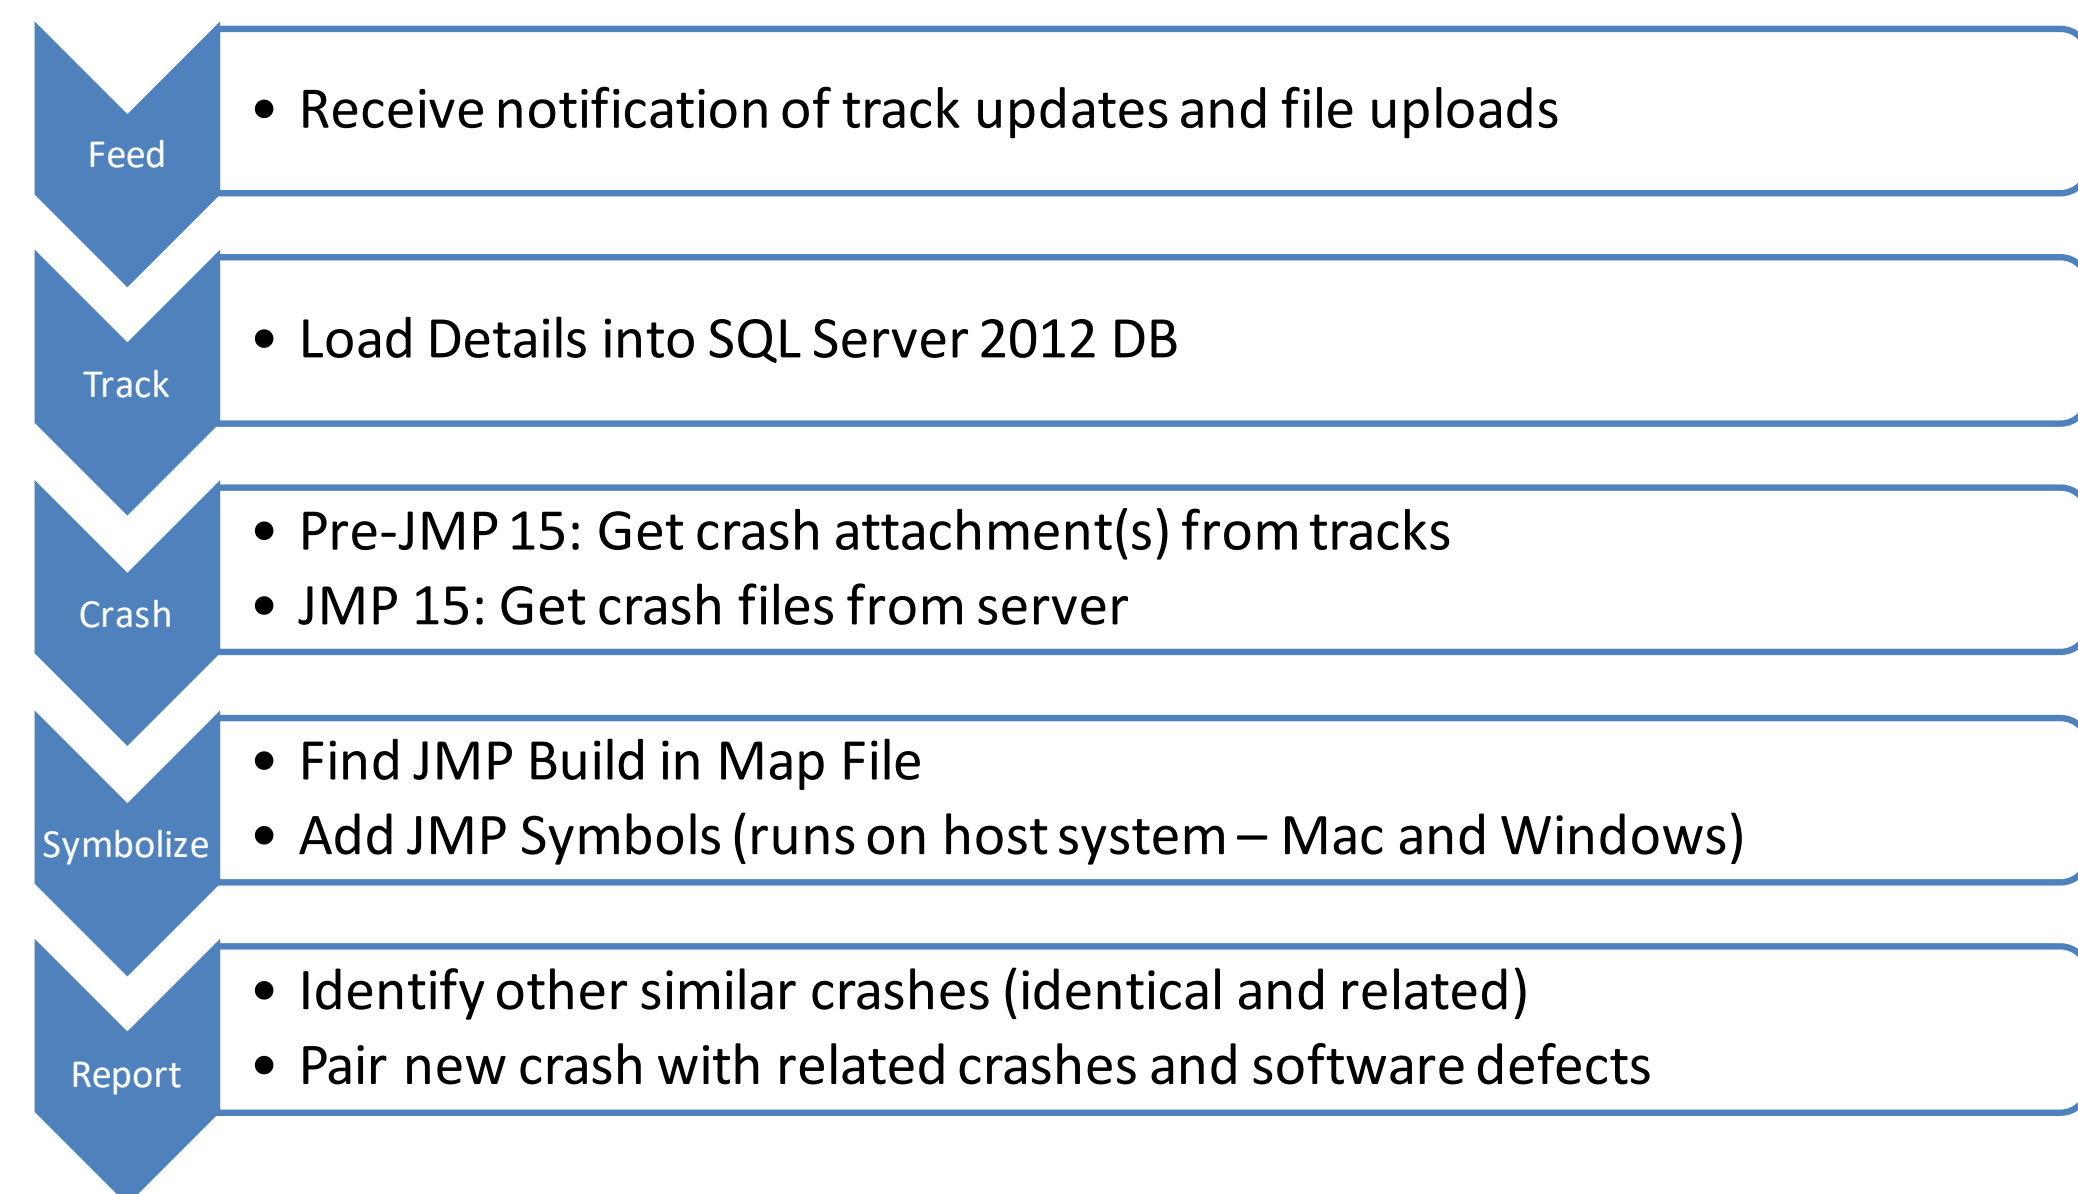 Feed
• Receive notification of track updates and file uploads
Track
• Load Details into SQL Server 2012 DB
Crash
• Pre-JMP 15: Get crash attachment(s) from tracks
• JMP 15: Get crash files from server
Symbolize
• Find JMP Build in Map File
• Add JMP Symbols (runs on host system – Mac and Windows)
Report
• Identify other similar crashes (identical and related)
• Pair new crash with related crashes and software defects